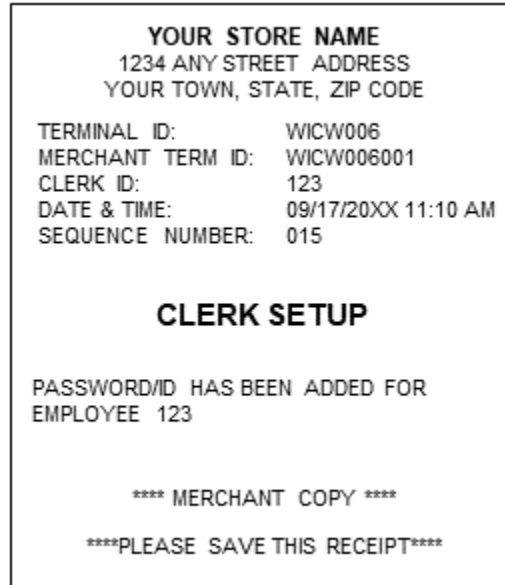 YOUR STORE NAME
1234 ANY STREET ADDRESS
YOUR TOWN, STATE, ZIP CODE
TERMINAL ID: WICW006
MERCHANT TERM ID: WICW006001
CLERK ID: 123
DATE & TIME: 09/17/20XX 11:10 AM
SEQUENCE NUMBER: 015
CLERK SETUP
PASSWORD/ID HAS BEEN ADDED FOR
EMPLOYEE 123
**** MERCHANT COPY ****
****PLEASE SAVE THIS RECEIPT****